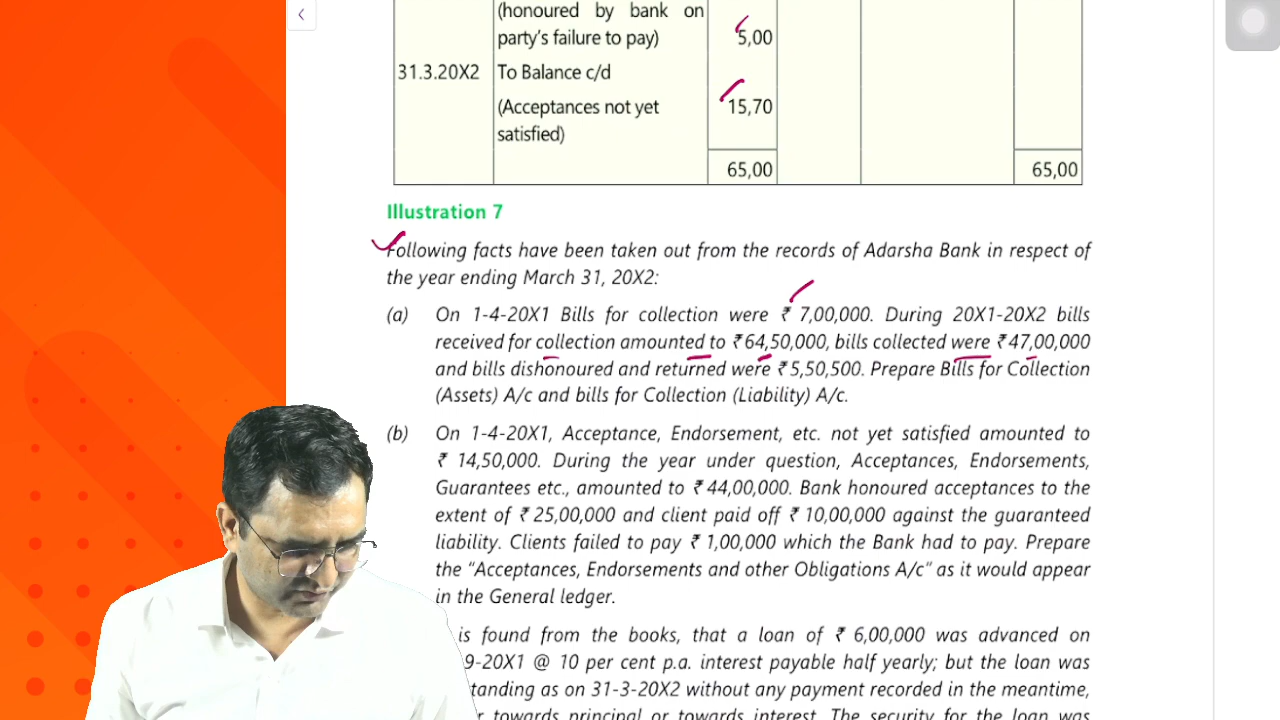 (honoured by bank on
party's failure to pay) 5,00
31.3.20X2 To Balance c/d
(Acceptances not yet 15,70
satisfied)
65,00 65,00
Illustration 7
Following facts have been taken out from the records of Adarsha Bank in respect of
the year ending March 31, 20X2:
(a) On 1-4-20X1 Bills for collection were ₹ 7,00,000. During 20X1-20X2 bills
received for collection amounted to ₹ 64,50,000, bills collected were ₹ 47,00,000
and bills dishonoured and returned were ₹ 5,50,500. Prepare Bills for Collection
(Assets) A/c and bills for Collection (Liability) A/c.
(b) On 1-4-20X1, Acceptance, Endorsement, etc. not yet satisfied amounted to
₹ 14,50,000. During the year under question, Acceptances, Endorsements,
Guarantees etc., amounted to ₹ 44,00,000. Bank honoured acceptances to the
extent of ₹ 25,00,000 and client paid off ₹ 10,00,000 against the guaranteed
liability. Clients failed to pay ₹ 1,00,000 which the Bank had to pay. Prepare
the "Acceptances, Endorsements and other Obligations A/c" as it would appear
in the General ledger.
is found from the books, that a loan of ₹ 6,00,000 was advanced on
9-20X1 @ 10 per cent p.a. interest payable half yearly; but the loan was
tanding as on 31-3-20X2 without any payment recorded in the meantime,
r towards principal or towards interest. The security for the loan was